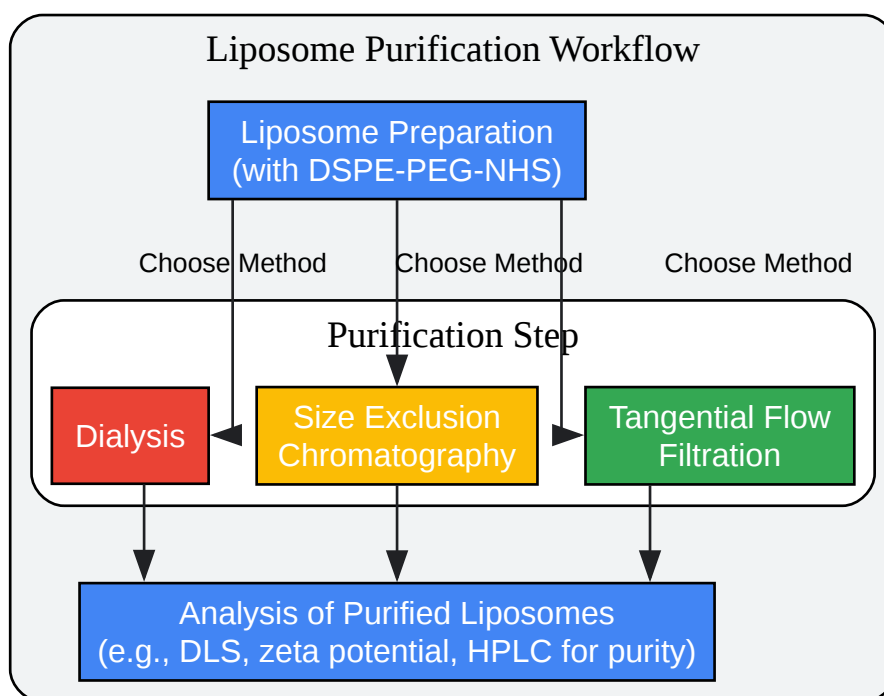 Liposome Purification Workflow
Liposome Preparation
(with DSPE-PEG-NHS)
Choose Method
Choose Method
Choose Method
Purification Step
Dialysis
Size Exclusion
Chromatography
Tangential Flow
Filtration
Analysis of Purified Liposomes
(e.g., DLS, zeta potential, HPLC for purity)